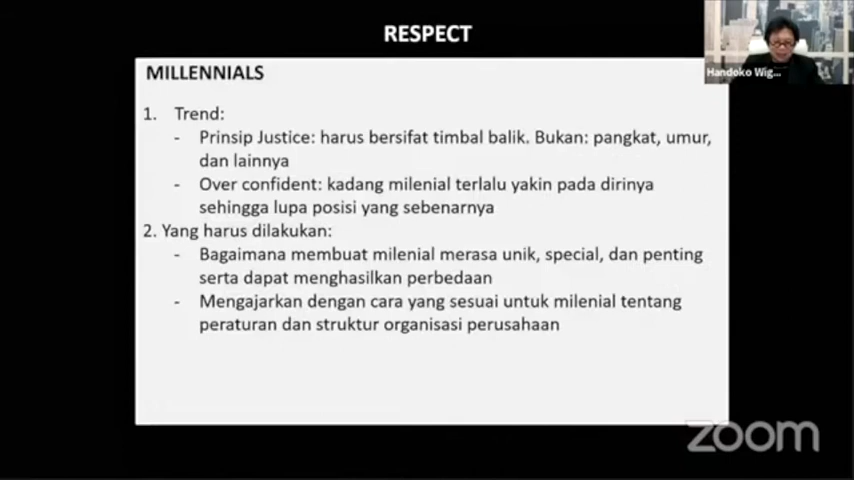 RESPECT
Handoko Wig...
MILLENNIALS
1. Trend:
- Prinsip Justice: harus bersifat timbal balik. Bukan: pangkat, umur,
dan lainnya
- Over confident: kadang milenial terlalu yakin pada dirinya
sehingga lupa posisi yang sebenarnya
2. Yang harus dilakukan:
- Bagaimana membuat milenial merasa unik, special, dan penting
serta dapat menghasilkan perbedaan
- Mengajarkan dengan cara yang sesuai untuk milenial tentang
peraturan dan struktur organisasi perusahaan
zoom